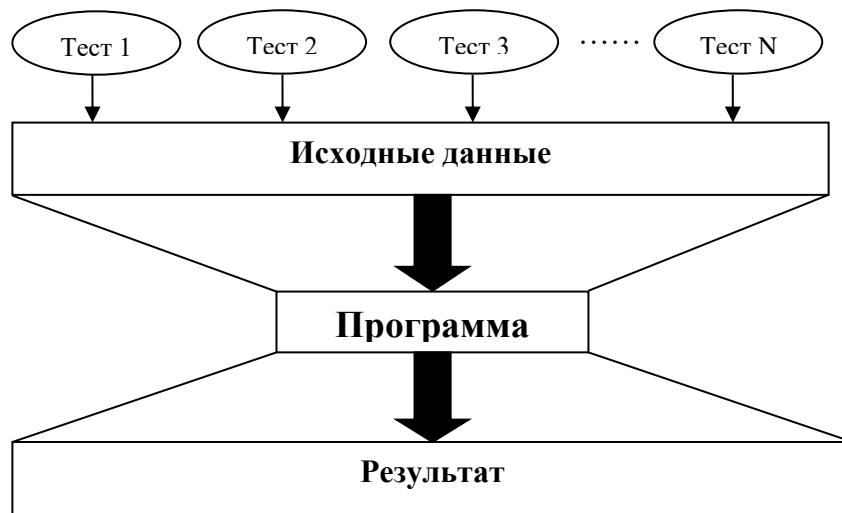 Тест 1 Тест 2 Тест 3 ...... Тест N
Исходные данные
Программа
Результат